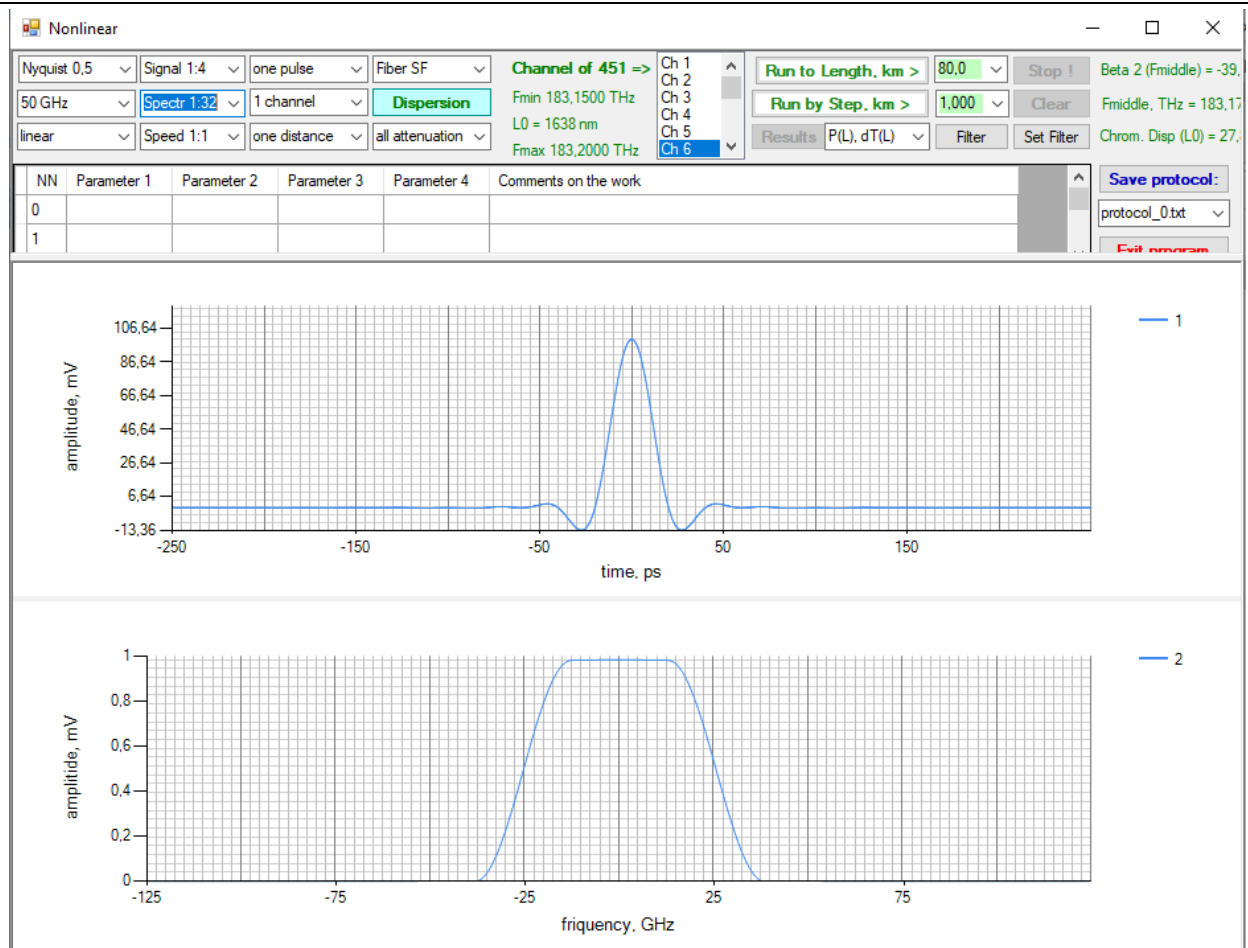 Nonlinear
Nyquist 0,5 Signal 1:4 one pulse Fiber SF Channel of 451 => Ch 1 Run to Length, km > 80,0 Stop ! Beta 2 (Fmiddle) = -39,
Ch 2
50 GHz Spectr 1:32 1 channel Dispersion Fmin 183,1500 THz Ch 3 Run by Step, km > 1,000 Clear Fmiddle, THz = 183,17
L0 = 1638 nm Ch 4
linear Speed 1:1 one distance all attenuation Ch 5 Results P(L), dT(L) Filter Set Filter Chrom. Disp (L0) = 27,
Fmax 183,2000 THz Ch 6
NN Parameter 1 Parameter 2 Parameter 3 Parameter 4 Comments on the work Save protocol:
0 protocol_0.txt
1 Exit program
106,64 1
86,64
66,64
46,64
26,64
6,64
-13,36
amplitude, mV
-250 -150 -50 50 150
time, ps
1 2
0,8
0,6
0,4
0,2
0
amplitide, mV
-125 -75 -25 25 75
friquency, GHz